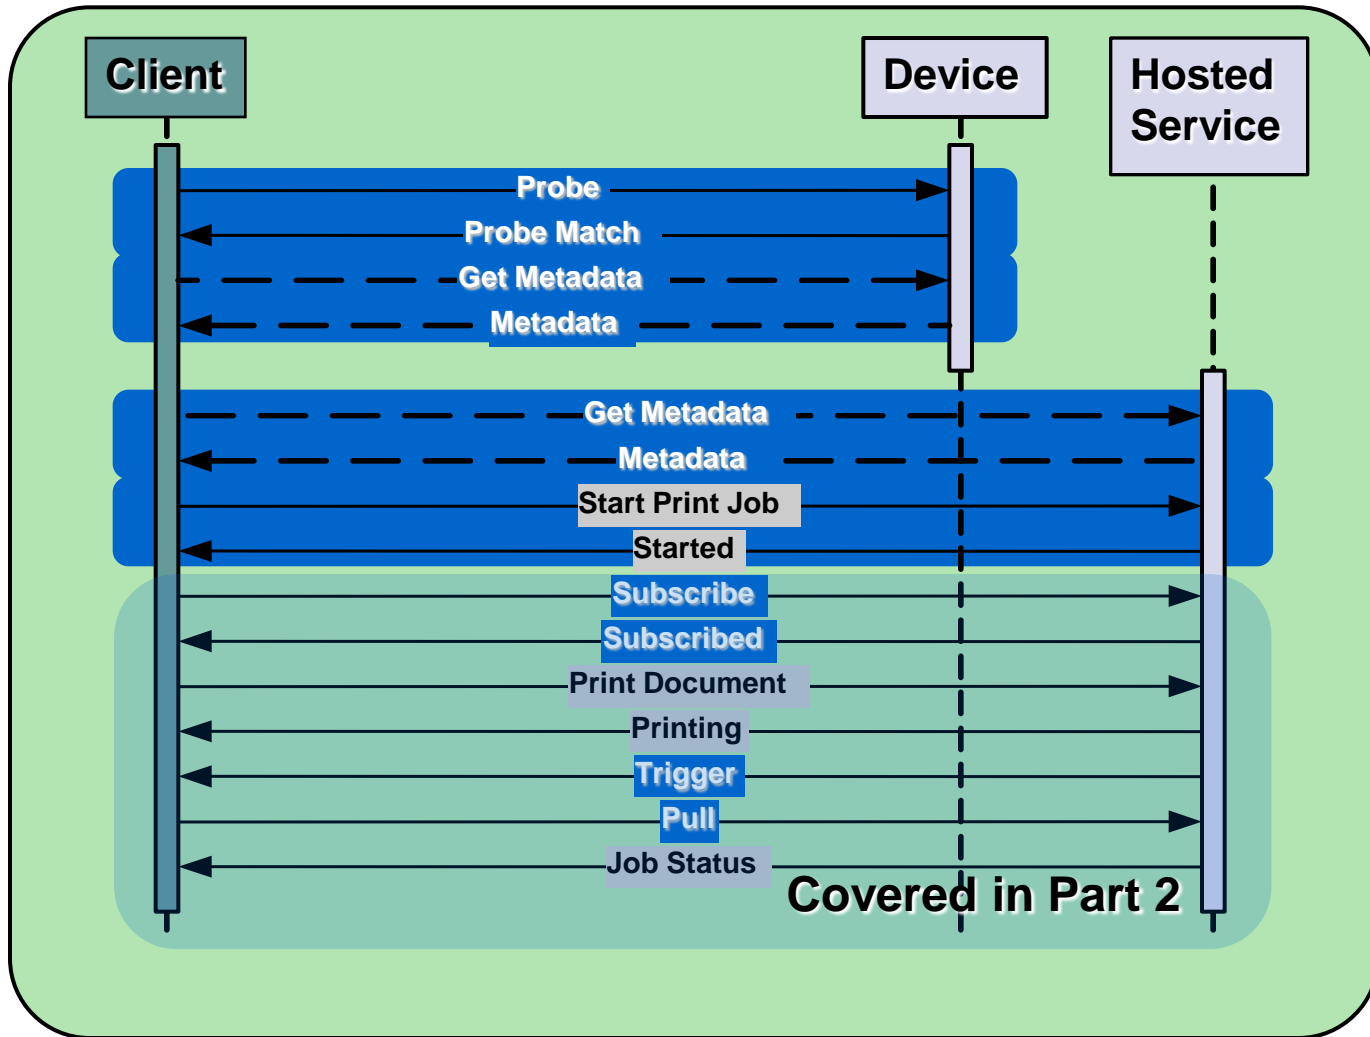 Client
Device
Hosted
Service
Probe
Probe Match
Get Metadata
Metadata
Get Metadata
Metadata
Start Print Job
Started
Subscribe
Subscribed
Print Document
Printing
Trigger
Pull
Job Status
Covered in Part 2